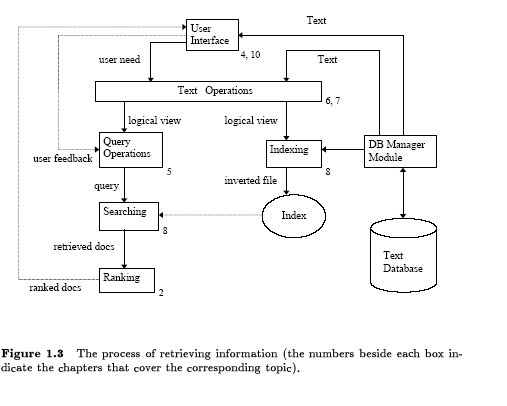 Text
User
Interface
4, 10
user need
Text
Text Operations
6, 7
logical view
logical view
Query
Operations
user feedback
5
Indexing
8
DB Manager
Module
query
inverted file
Searching
8
Index
retrieved docs
Text
Database
Ranking
2
ranked docs
Figure 1.3 The process of retrieving information (the numbers beside each box in-
dicate the chapters that cover the corresponding topic).